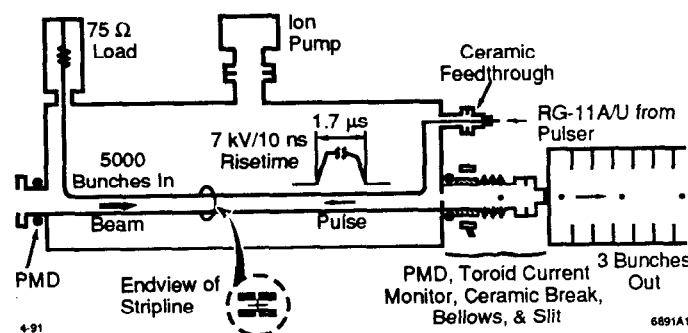 75 Ω
Load
Ion
Pump
Ceramic
Feedthrough
RG-11A/U from
Pulser
1.7 µs
7 kV/10 ns
Risetime
5000
Bunches In
Beam
Pulse
PMD
Endview of
Stripline
PMD, Toroid Current
Monitor, Ceramic Break,
Bellows, & Slit
3 Bunches
Out
4-91
6891A1